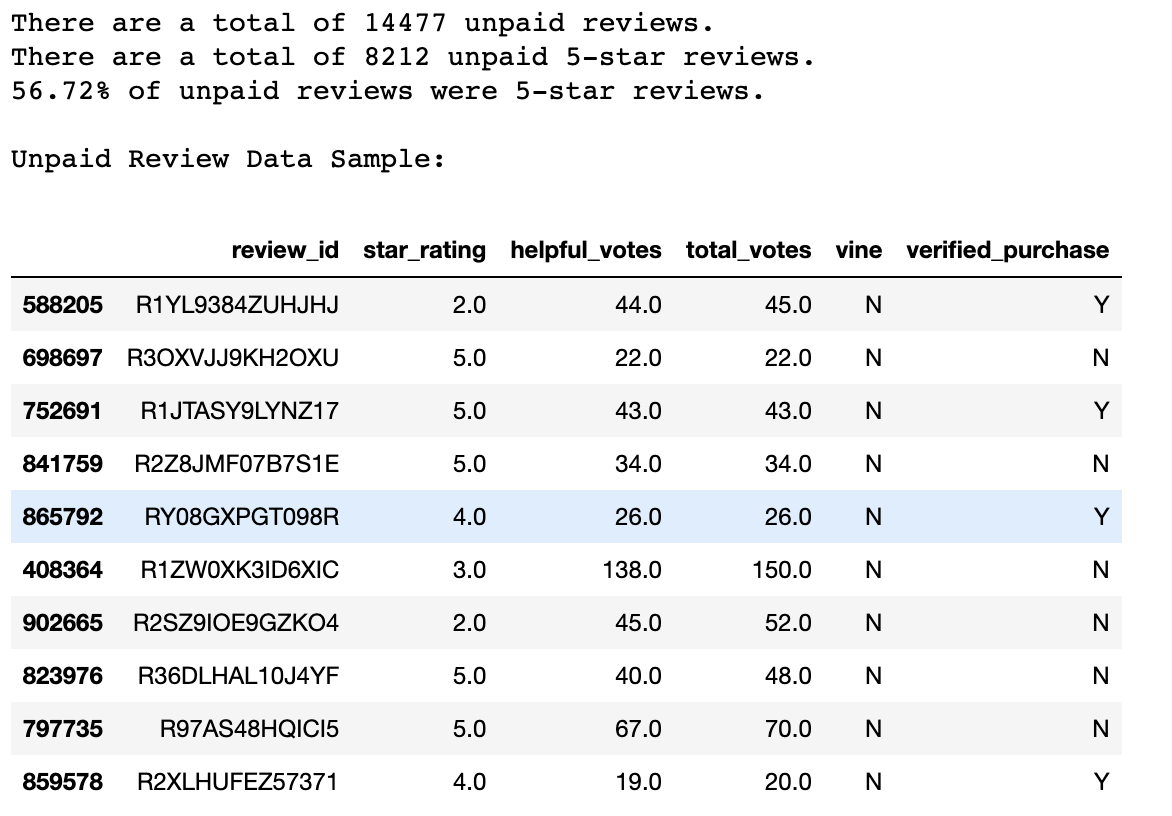 There are a total of 14477 unpaid reviews.
There are a total of 8212 unpaid 5-star reviews.
56.72% of unpaid reviews were 5-star reviews.
Unpaid Review Data Sample:
review_id star_rating helpful_votes total_votes vine verified_purchase
588205 R1YL9384ZUHJHJ 2.0 44.0 45.0 N Y
698697 R3OXVJJ9KH2OXU 5.0 22.0 22.0 N N
752691 R1JTASY9LYNZ17 5.0 43.0 43.0 N Y
841759 R2Z8JMF07B7S1E 5.0 34.0 34.0 N N
865792 RY08GXPGT098R 4.0 26.0 26.0 N Y
408364 R1ZW0XK3ID6XIC 3.0 138.0 150.0 N N
902665 R2SZ9IOE9GZKO4 2.0 45.0 52.0 N N
823976 R36DLHAL10J4YF 5.0 40.0 48.0 N N
797735 R97AS48HQICI5 5.0 67.0 70.0 N N
859578 R2XLHUFEZ57371 4.0 19.0 20.0 N Y